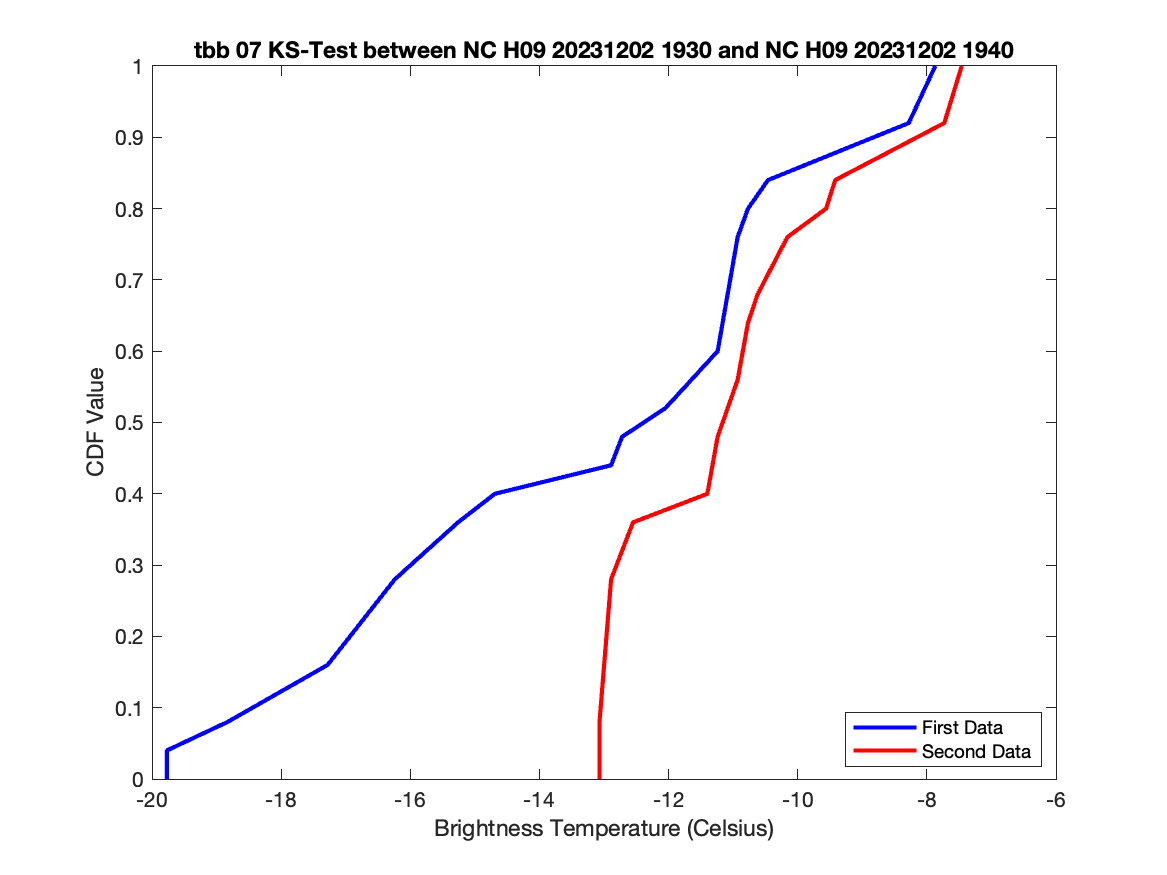 tbb 07 KS-Test between NC H09 20231202 1930 and NC H09 20231202 1940
1
0.9
0.8
0.7
0.6
0.5
0.4
0.3
0.2
0.1
0
CDF Value
First Data
Second Data
-20 -18 -16 -14 -12 -10 -8 -6
Brightness Temperature (Celsius)